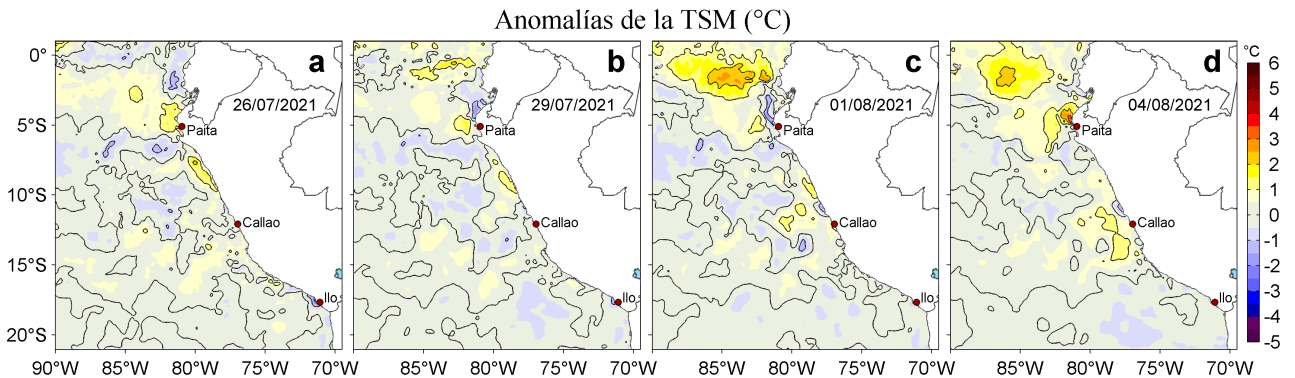 Anomalías de la TSM (°C)
a
b
c
d
26/07/2021
29/07/2021
01/08/2021
04/08/2021
Paita
Paita
Paita
Paita
Callao
Callao
Callao
Callao
Ilo
Ilo
Ilo
Ilo
0°
5°S
10°S
15°S
20°S
90°W 85°W 80°W 75°W 70°W
85°W 80°W 75°W 70°W
85°W 80°W 75°W 70°W
85°W 80°W 75°W 70°W
°C
6
5
4
3
2
1
0
-1
-2
-3
-4
-5